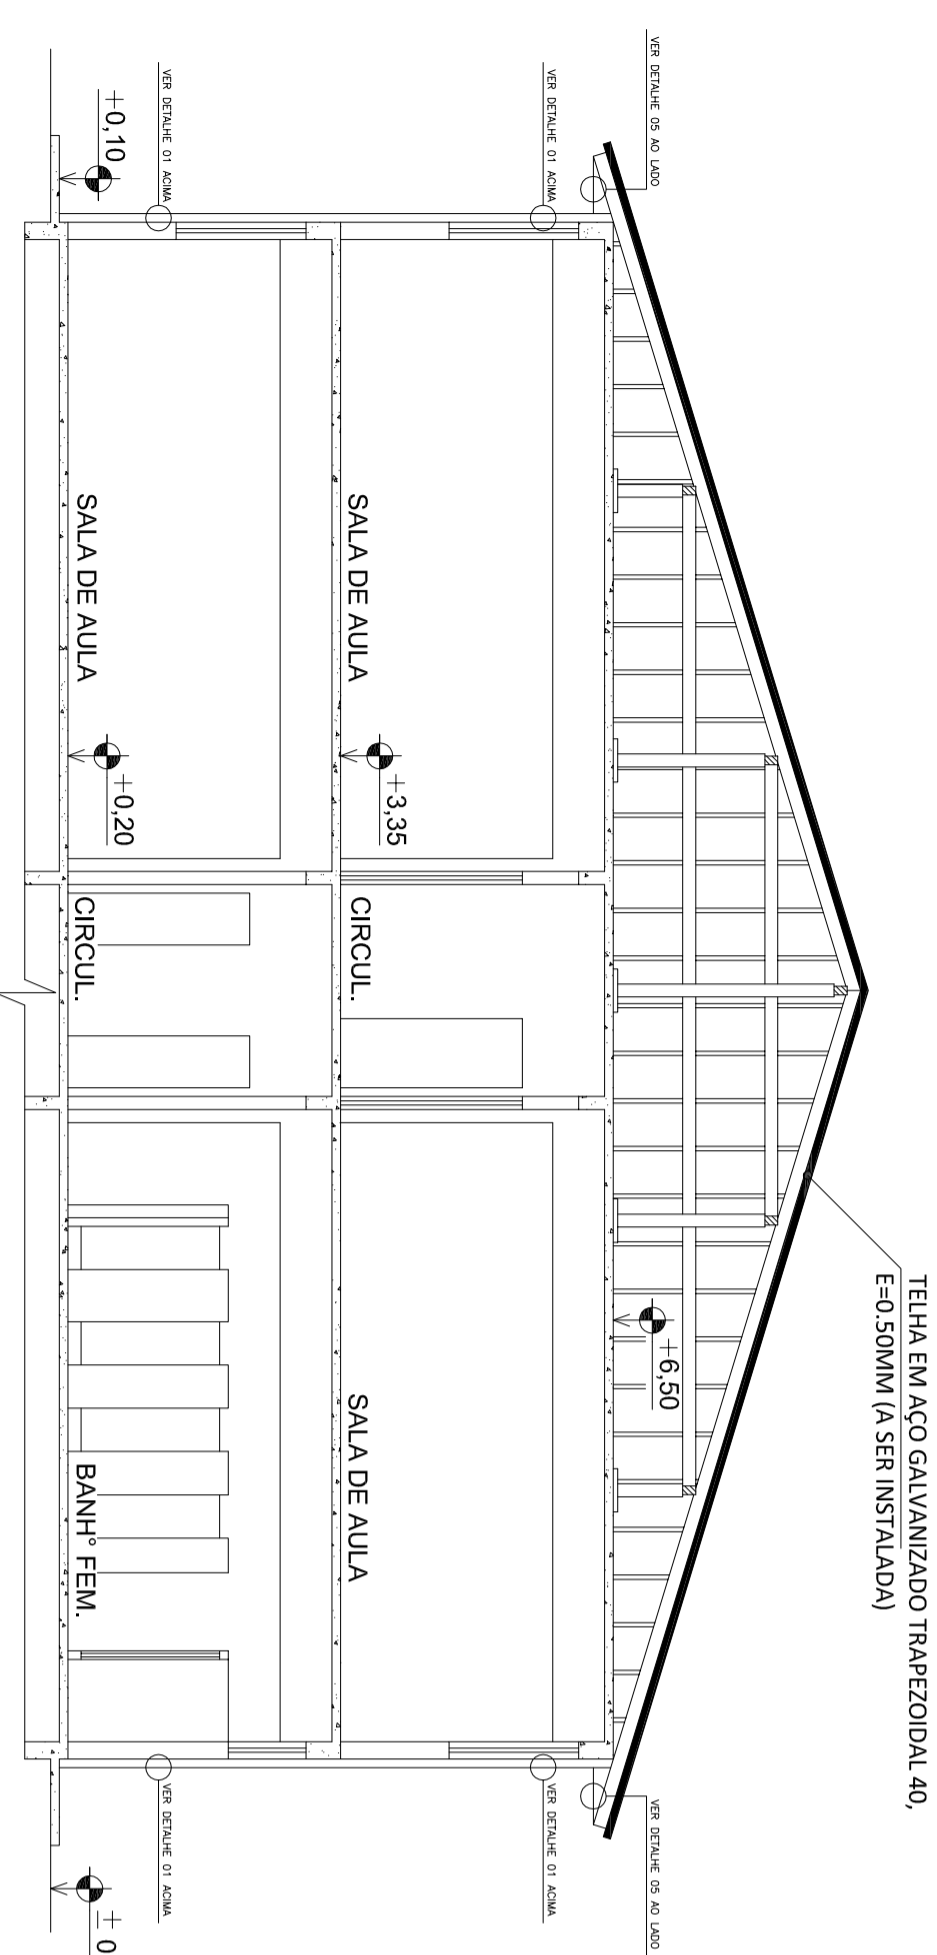 TELHA EM AÇO GALVANIZADO TRAPEZOIDAL 40,
E=0.50MM (A SER INSTALADA)
VER DETALHE 05 AO LADO
VER DETALHE 05 AO LADO
+6,50
VER DETALHE 01 ACIMA
VER DETALHE 01 ACIMA
+3,35
SALA DE AULA
CIRCUL.
SALA DE AULA
VER DETALHE 01 ACIMA
VER DETALHE 01 ACIMA
+0,10
+0,20
SALA DE AULA
CIRCUL.
BANH° FEM.
± 0